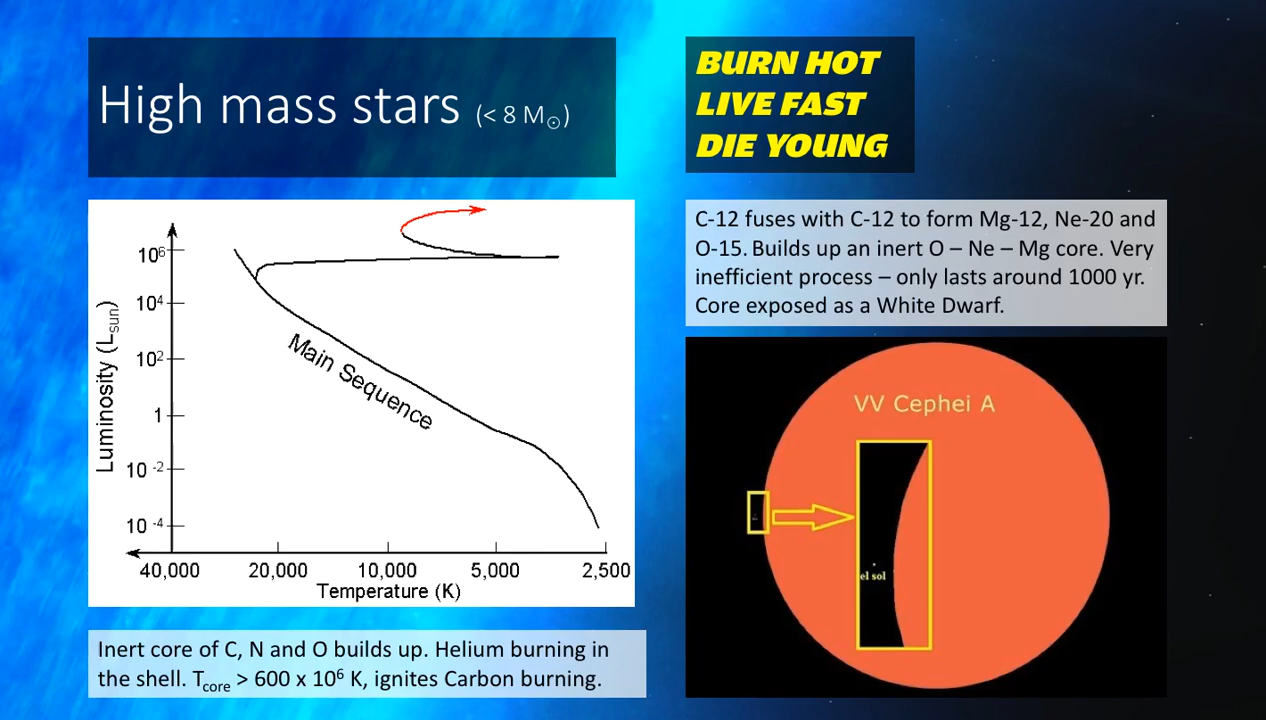 High mass stars (< 8 M☉)
BURN HOT
LIVE FAST
DIE YOUNG
10⁶
10⁴
10²
1
10⁻²
10⁻⁴
Luminosity (Lsun)
Main Sequence
40,000 20,000 10,000 5,000 2,500
Temperature (K)
Inert core of C, N and O builds up. Helium burning in
the shell. Tcore > 600 x 10⁶ K, ignites Carbon burning.
C-12 fuses with C-12 to form Mg-12, Ne-20 and
O-15. Builds up an inert O – Ne – Mg core. Very
inefficient process – only lasts around 1000 yr.
Core exposed as a White Dwarf.
VV Cephei A
el sol